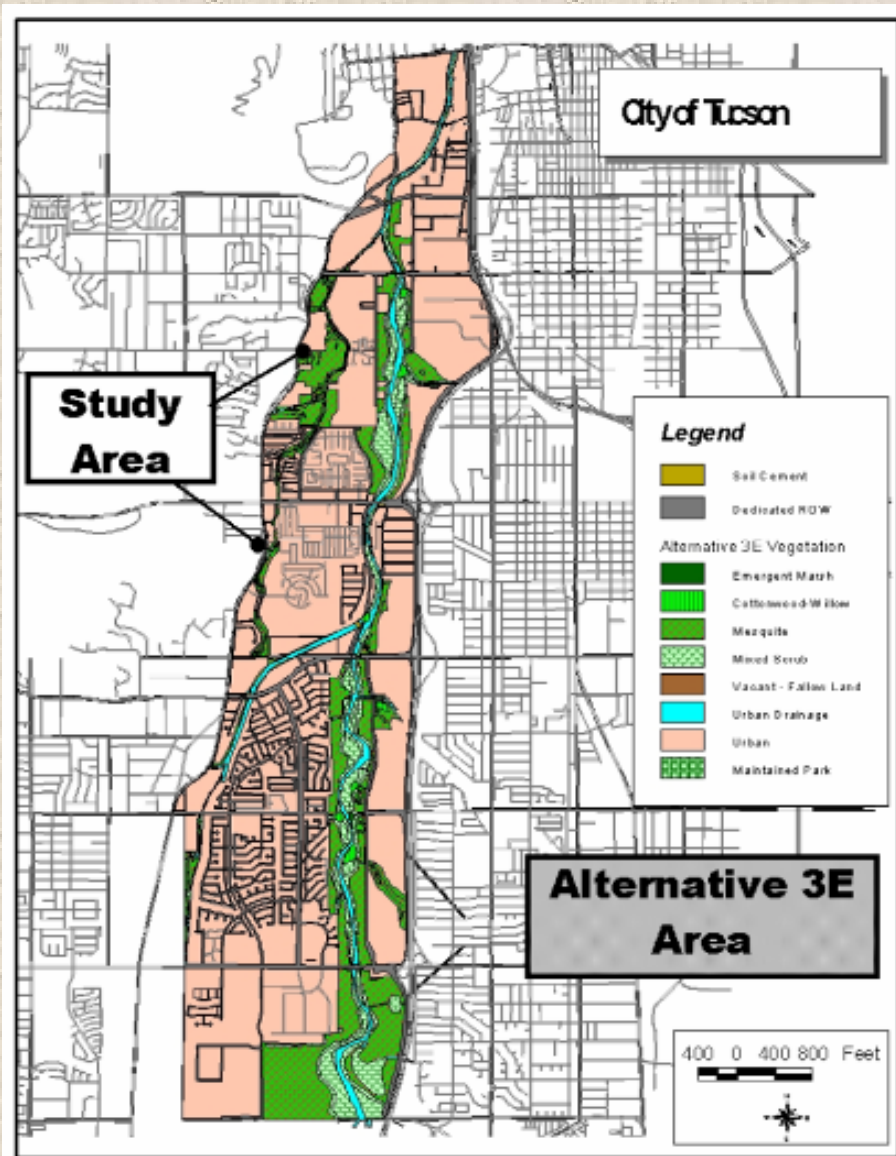 City of Tucson
Study
Area
Legend
Soil Cement
Dedicated ROW
Alternative 3E Vegetation
Emergent Marsh
Cottonwood-Willow
Mesquite
Mixed Scrub
Vacant - Fallow Land
Urban Drainage
Urban
Maintained Park
Alternative 3E
Area
400 0 400 800 Feet